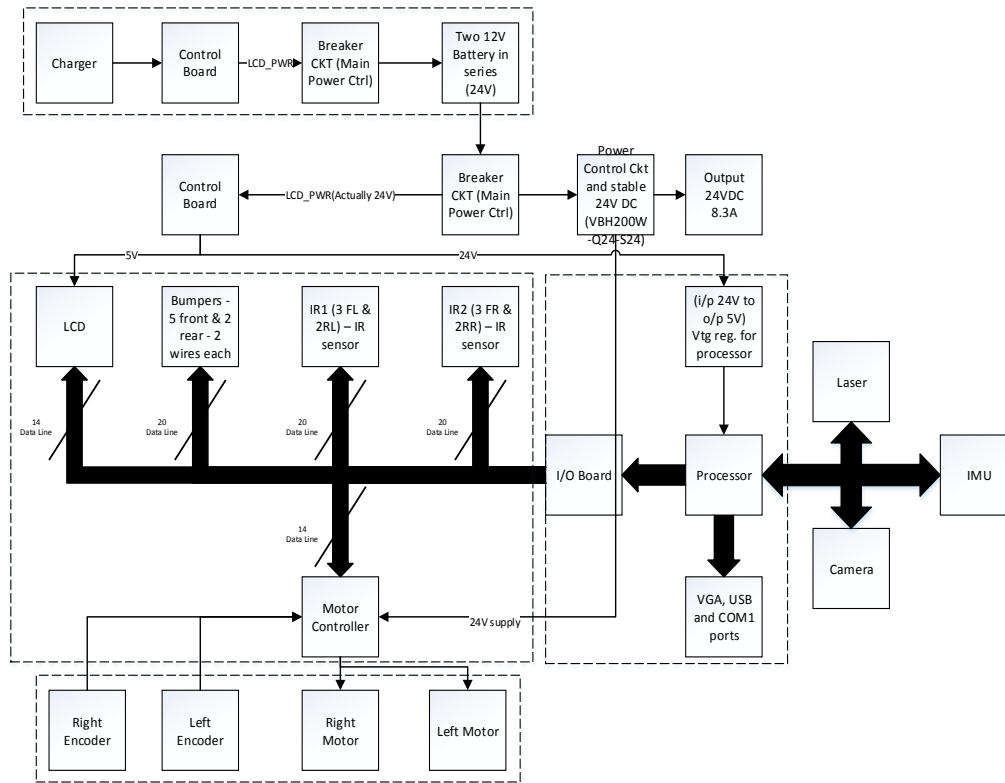 Charger
Control
Board
LCD_PWR
Breaker
CKT (Main
Power Ctrl)
Two 12V
Battery in
series
(24V)
Control
Board
LCD_PWR(Actually 24V)
Breaker
CKT (Main
Power Ctrl)
Power
Control Ckt
and stable
24V DC
(VBH200W
-Q24-S24)
Output
24VDC
8.3A
5V
24V
LCD
Bumpers -
5 front & 2
rear - 2
wires each
IR1 (3 FL &
2RL) – IR
sensor
IR2 (3 FR &
2RR) – IR
sensor
(i/p 24V to
o/p 5V)
Vtg reg. for
processor
Laser
14
Data Line
20
Data Line
20
Data Line
20
Data Line
I/O Board
Processor
IMU
14
Data Line
Camera
Motor
Controller
24V supply
VGA, USB
and COM1
ports
Right
Encoder
Left
Encoder
Right
Motor
Left Motor